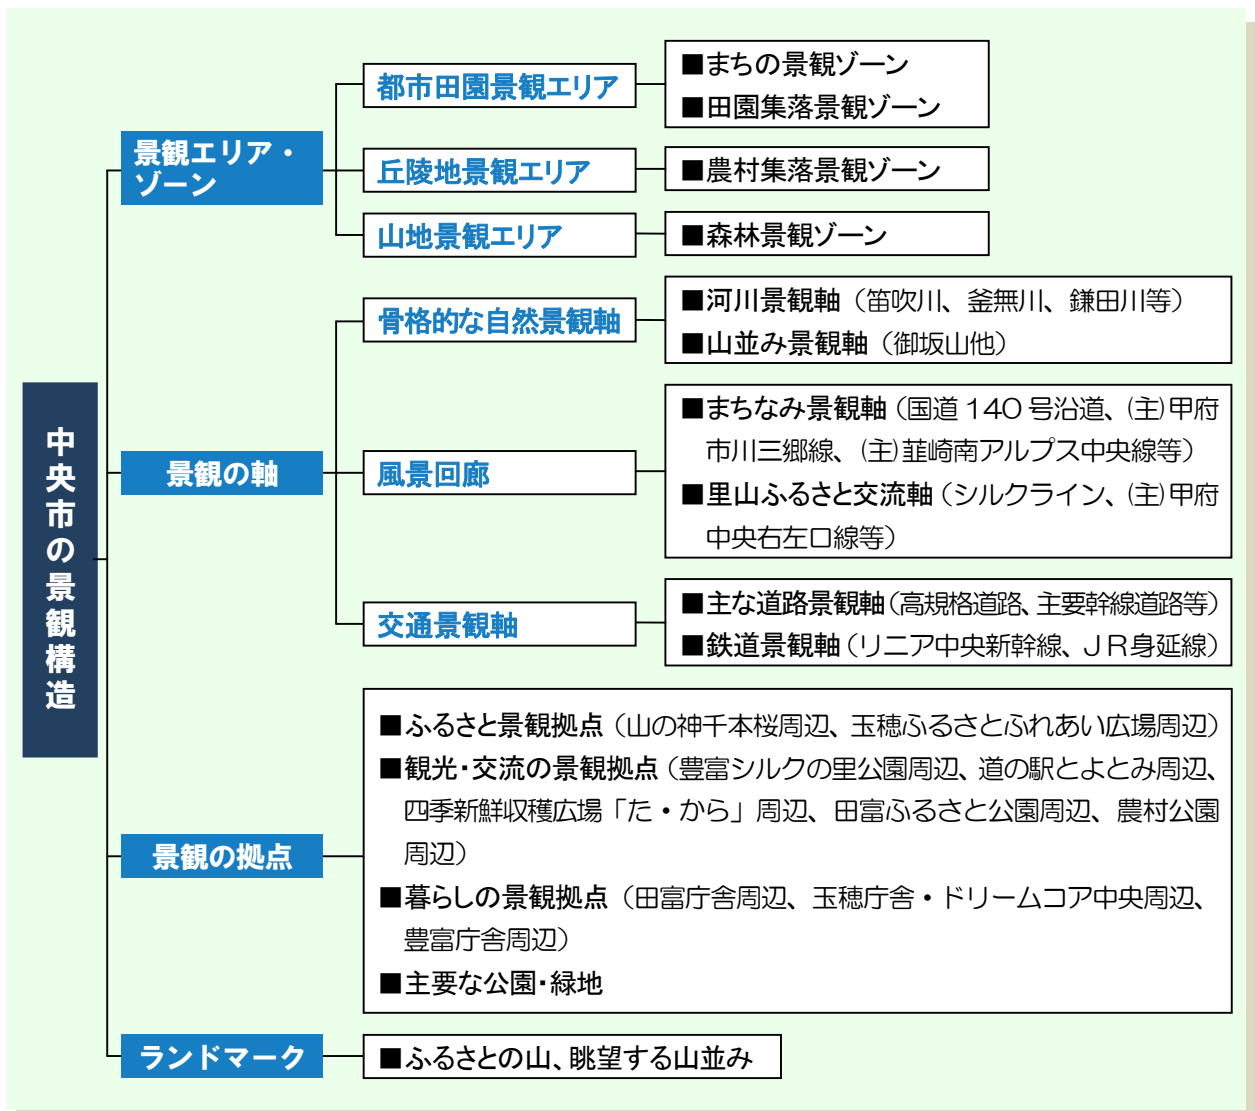 中央市の景観構造
景観エリア・
ゾーン
都市田園景観エリア
■まちの景観ゾーン
■田園集落景観ゾーン
丘陵地景観エリア
■農村集落景観ゾーン
山地景観エリア
■森林景観ゾーン
景観の軸
骨格的な自然景観軸
■河川景観軸（笛吹川、釜無川、鎌田川等）
■山並み景観軸（御坂山他）
風景回廊
■まちなみ景観軸（国道140号沿道、（主）甲府
市川三郷線、（主）韮崎南アルプス中央線等）
■里山ふるさと交流軸（シルクライン、（主）甲府
中央右左口線等）
交通景観軸
■主な道路景観軸（高規格道路、主要幹線道路等）
■鉄道景観軸（リニア中央新幹線、ＪＲ身延線）
景観の拠点
■ふるさと景観拠点（山の神千本桜周辺、玉穂ふるさとふれあい広場周辺）
■観光・交流の景観拠点（豊富シルクの里公園周辺、道の駅とよとみ周辺、
四季新鮮収穫広場「た・から」周辺、田富ふるさと公園周辺、農村公園
周辺）
■暮らしの景観拠点（田富庁舎周辺、玉穂庁舎・ドリームコア中央周辺、
豊富庁舎周辺）
■主要な公園・緑地
ランドマーク
■ふるさとの山、眺望する山並み